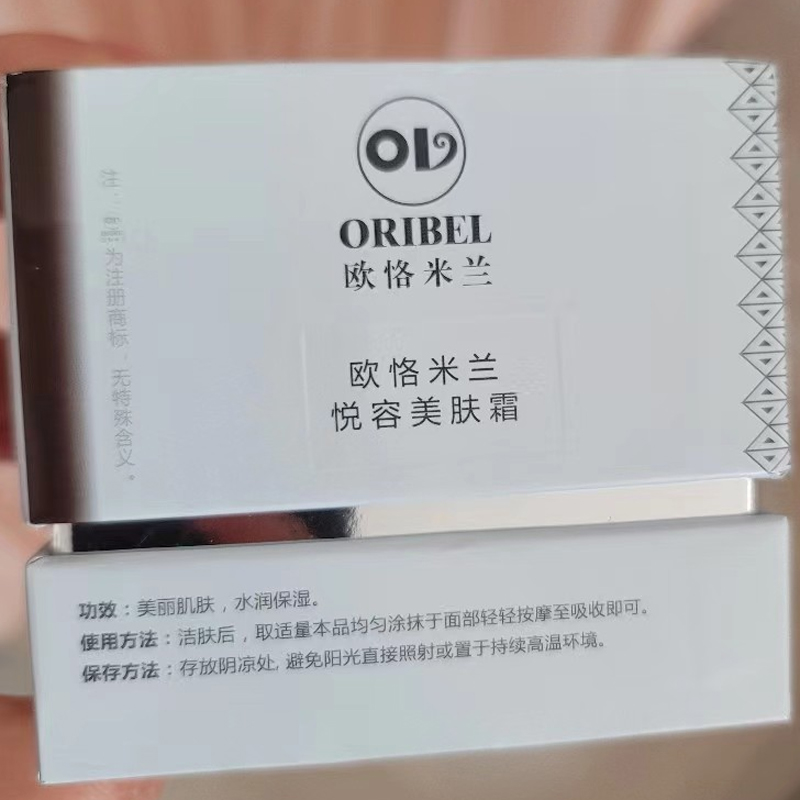 OL
ORIBEL
欧恪米兰
欧恪米兰
悦容美肤霜
为注册商标，无特殊含义。
功效：美丽肌肤，水润保湿。
使用方法：洁肤后，取适量本品均匀涂抹于面部轻轻按摩至吸收即可。
保存方法：存放阴凉处，避免阳光直接照射或置于持续高温环境。